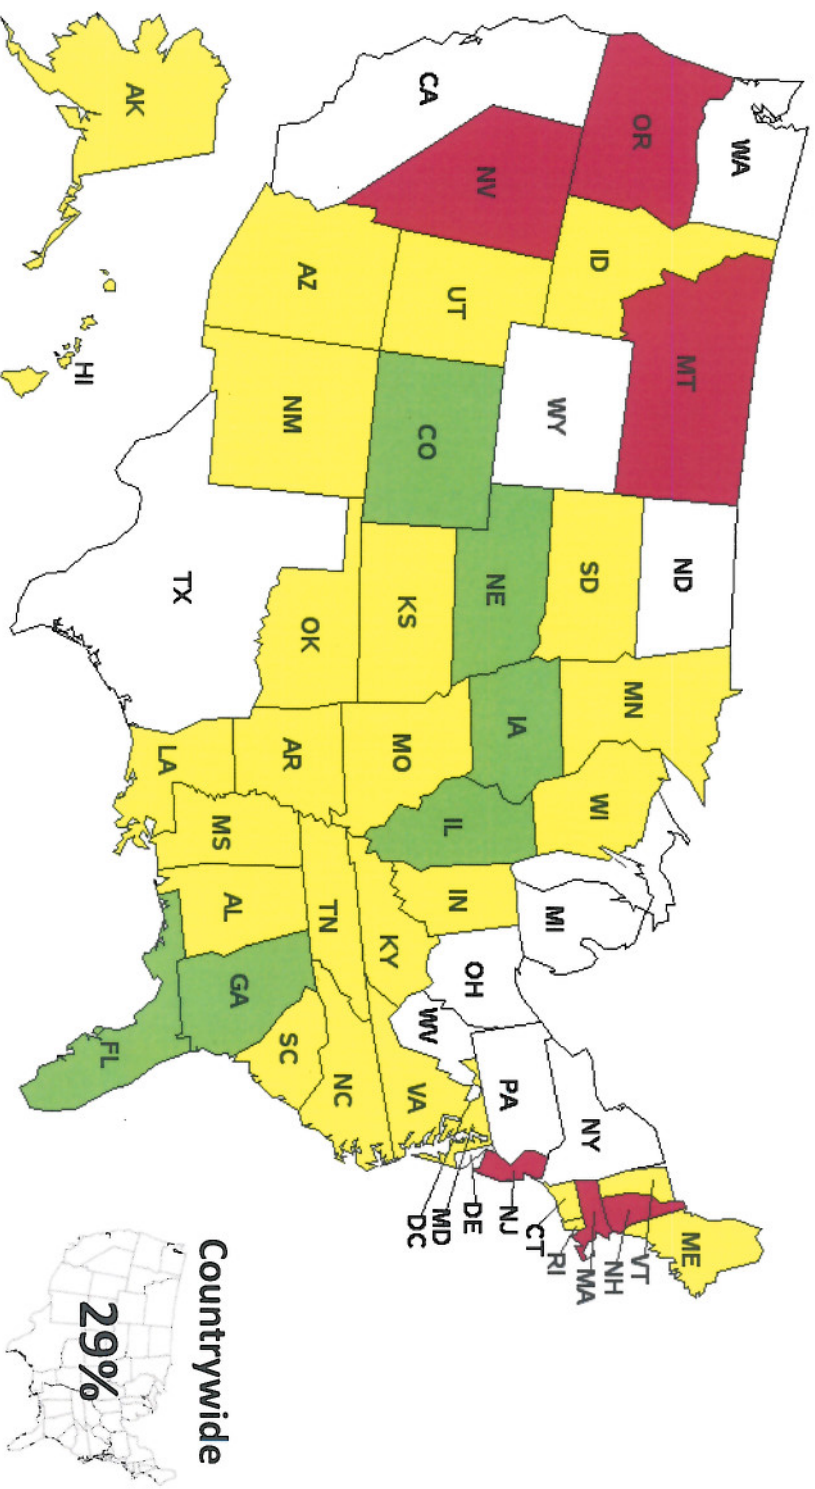 WA
OR
CA
NV
ID
MT
WY
UT
AZ
CO
NM
ND
SD
NE
KS
OK
TX
MN
IA
MO
AR
LA
WI
IL
MS
MI
IN
KY
TN
AL
OH
WV
GA
FL
SC
NC
VA
PA
NY
ME
VT
NH
MA
RI
CT
NJ
DE
MD
DC
AK
HI
Countrywide
29%